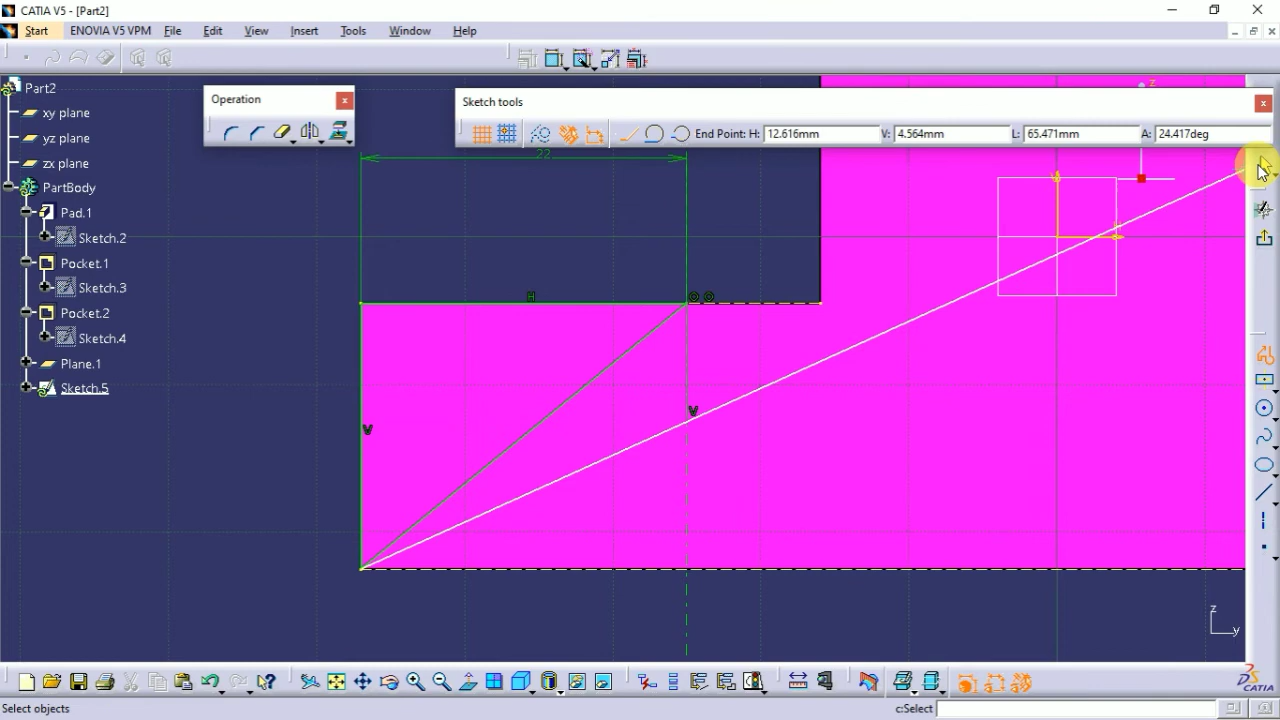 CATIA V5 - [Part2]
Start ENOVIA V5 VPM File Edit View Insert Tools Window Help
Part2
xy plane
yz plane
zx plane
PartBody
Pad.1
Sketch.2
Pocket.1
Sketch.3
Pocket.2
Sketch.4
Plane.1
Sketch.5
Operation
Sketch tools
End Point: H: 12.616mm V: 4.564mm L: 65.471mm A: 24.417deg
22
z
V
H
H
V
V
z
y
CATIA
Select objects
c:Select